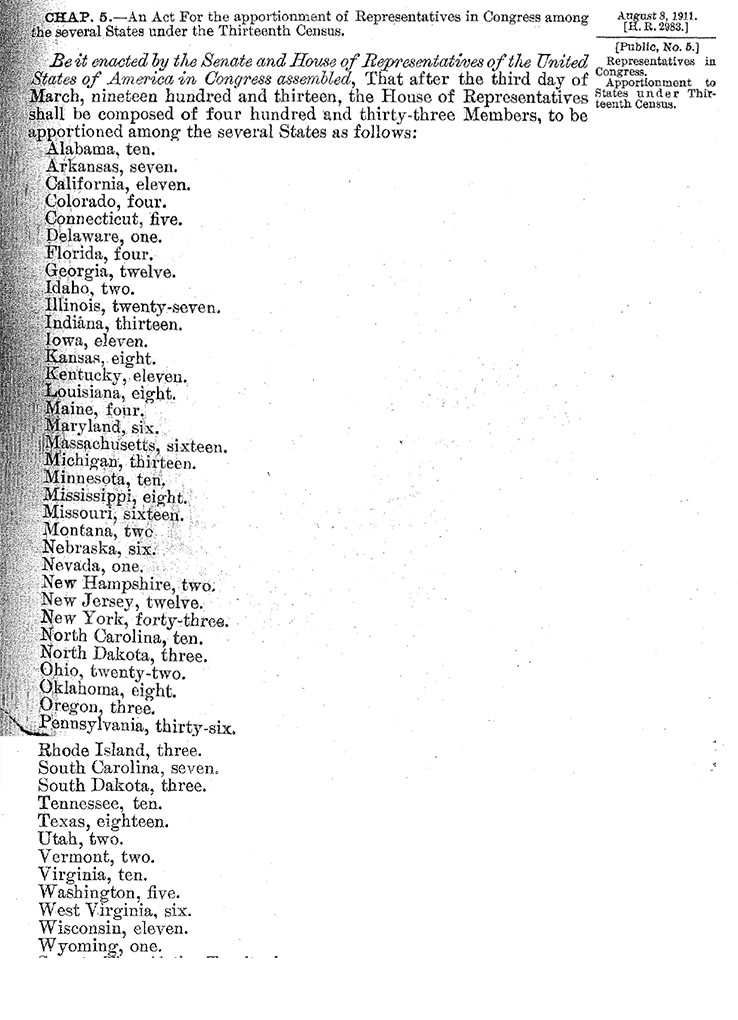 CHAP. 5.—An Act For the apportionment of Representatives in Congress among
the several States under the Thirteenth Census.
August 8, 1911.
[H. R. 2983.]
[Public, No. 5.]
Representatives in
Congress.
Apportionment to
States under Thir-
teenth Census.
Be it enacted by the Senate and House of Representatives of the United
States of America in Congress assembled, That after the third day of
March, nineteen hundred and thirteen, the House of Representatives
shall be composed of four hundred and thirty-three Members, to be
apportioned among the several States as follows:
Alabama, ten.
Arkansas, seven.
California, eleven.
Colorado, four.
Connecticut, five.
Delaware, one.
Florida, four.
Georgia, twelve.
Idaho, two.
Illinois, twenty-seven.
Indiana, thirteen.
Iowa, eleven.
Kansas, eight.
Kentucky, eleven.
Louisiana, eight.
Maine, four.
Maryland, six.
Massachusetts, sixteen.
Michigan, thirteen.
Minnesota, ten.
Mississippi, eight.
Missouri, sixteen.
Montana, two
Nebraska, six.
Nevada, one.
New Hampshire, two.
New Jersey, twelve.
New York, forty-three.
North Carolina, ten.
North Dakota, three.
Ohio, twenty-two.
Oklahoma, eight.
Oregon, three.
Pennsylvania, thirty-six.
Rhode Island, three.
South Carolina, seven.
South Dakota, three.
Tennessee, ten.
Texas, eighteen.
Utah, two.
Vermont, two.
Virginia, ten.
Washington, five.
West Virginia, six.
Wisconsin, eleven.
Wyoming, one.